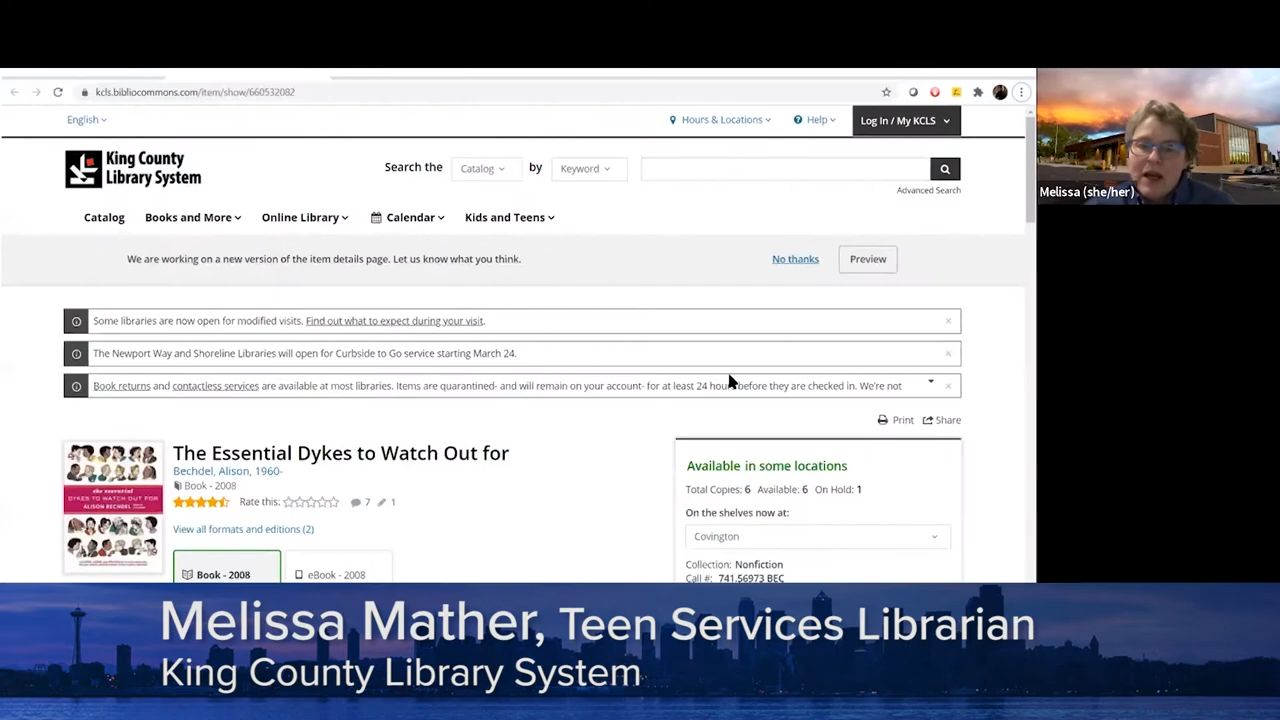 kcls.bibliocommons.com/item/show/660532082
English
Hours & Locations
Help
Log In / My KCLS
King County
Library System
Search the
Catalog
by
Keyword
Advanced Search
Catalog
Books and More
Online Library
Calendar
Kids and Teens
We are working on a new version of the item details page. Let us know what you think.
No thanks
Preview
Some libraries are now open for modified visits. Find out what to expect during your visit.
The Newport Way and Shoreline Libraries will open for Curbside to Go service starting March 24.
Book returns and contactless services are available at most libraries. Items are quarantined- and will remain on your account- for at least 24 hours before they are checked in. We're not
Print
Share
the essential
DYKES TO WATCH OUT FOR
ALISON BECHDEL
The Essential Dykes to Watch Out for
Bechdel, Alison, 1960-
Book - 2008
Rate this:
7
1
View all formats and editions (2)
Book - 2008
eBook - 2008
Available in some locations
Total Copies: 6 Available: 6 On Hold: 1
On the shelves now at:
Covington
Collection: Nonfiction
Call #: 741.56973 BEC
Melissa (she/her)
Melissa Mather, Teen Services Librarian
King County Library System